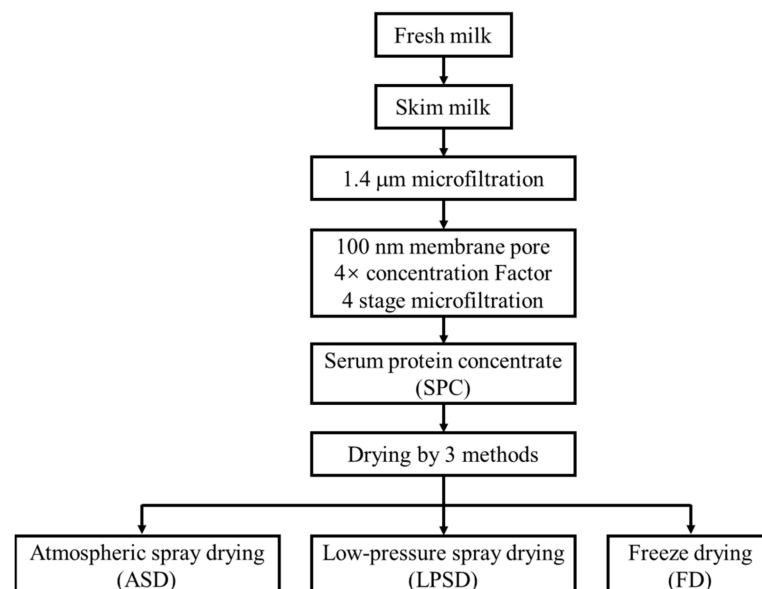 Fresh milk
Skim milk
1.4 μm microfiltration
100 nm membrane pore
4× concentration Factor
4 stage microfiltration
Serum protein concentrate
(SPC)
Drying by 3 methods
Atmospheric spray drying
(ASD)
Low-pressure spray drying
(LPSD)
Freeze drying
(FD)